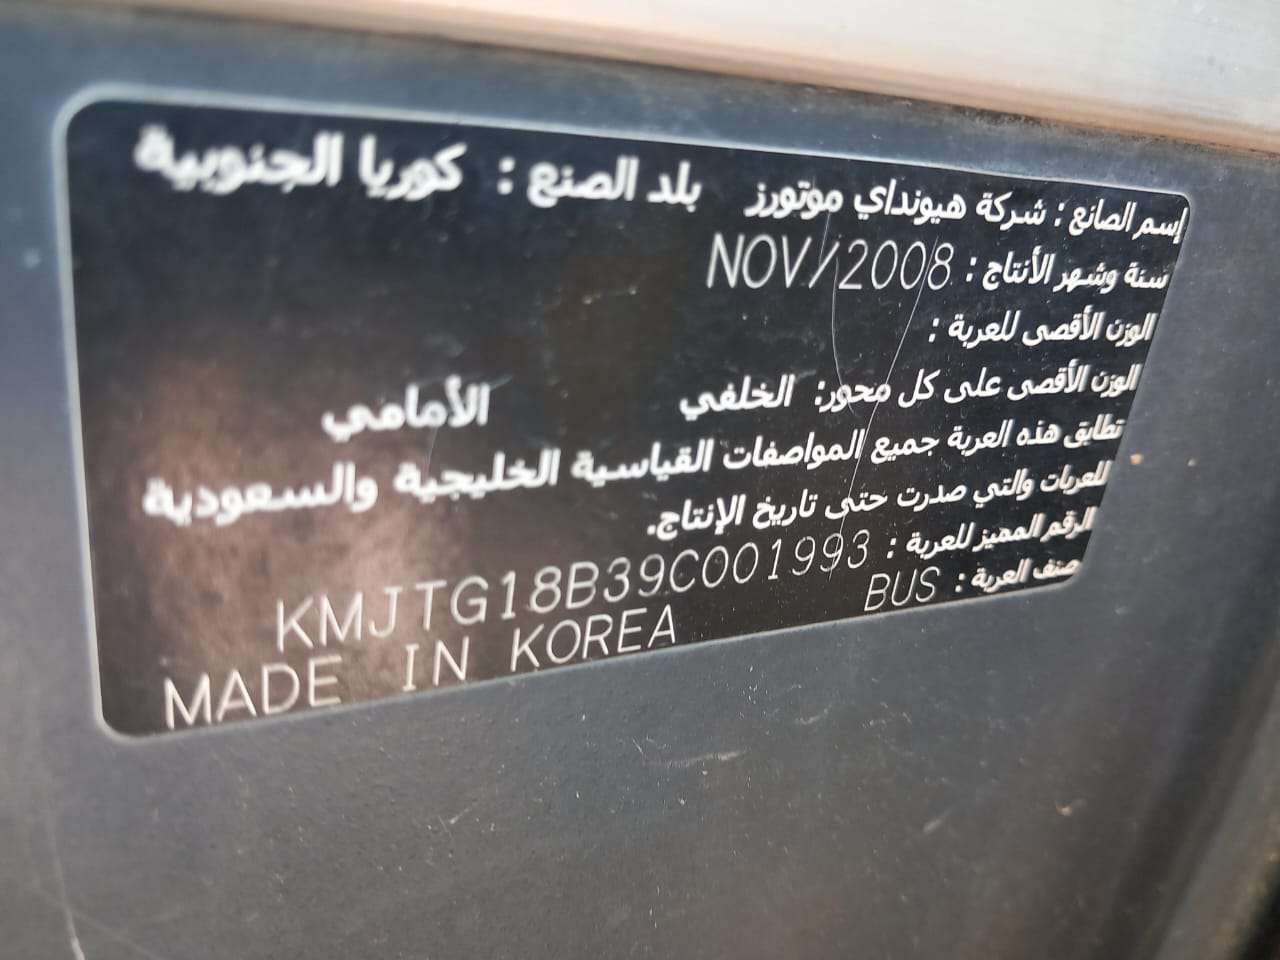 إسم الصانع : شركة هيونداي موتورز بلد الصنع : كوريا الجنوبية
سنة وشهر الأنتاج : NOV/2008
الوزن الأقصى للعربة :
الوزن الأقصى على كل محور: الخلفي الأمامي
تطابق هذه العربة جميع المواصفات القياسية الخليجية والسعودية
للعربات والتي صدرت حتى تاريخ الإنتاج.
الرقم المميز للعربة : KMJTG18B39C001993
صنف العربة : BUS
MADE IN KOREA